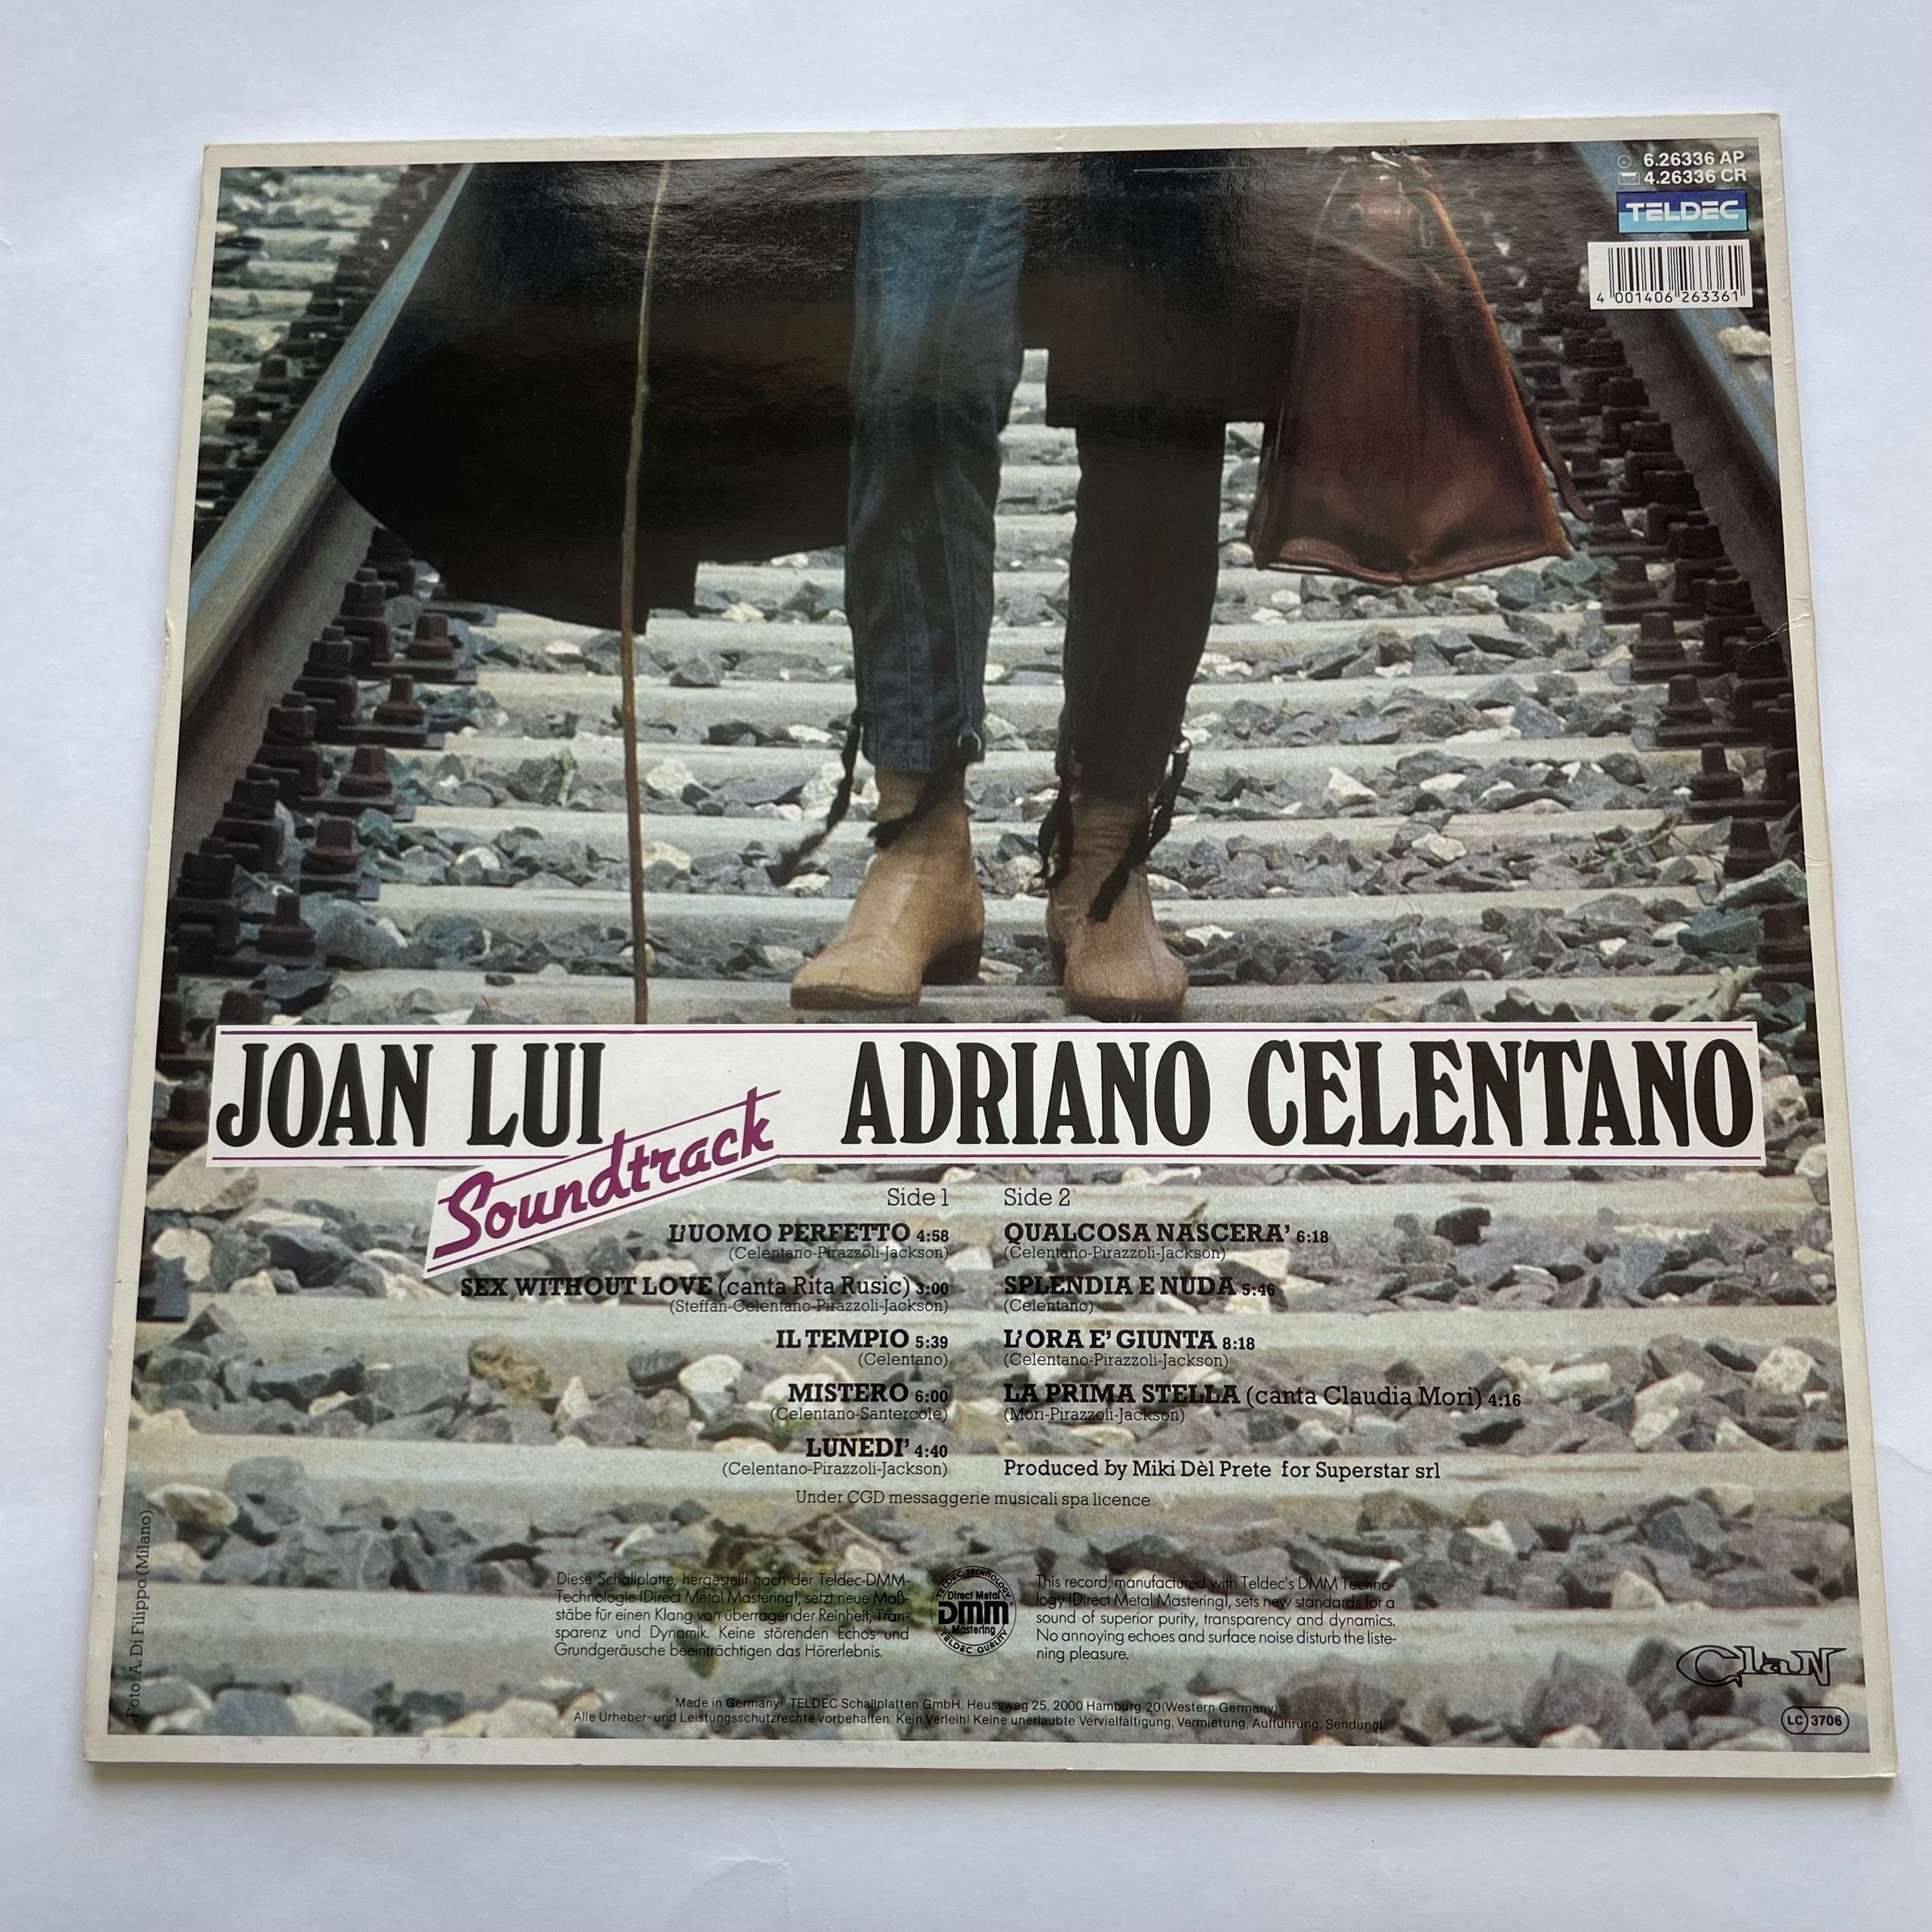 6.26336 AP
4.26336 CR
TELDEC
4 001406 263361
JOAN LUI ADRIANO CELENTANO
Soundtrack
Side 1
L'UOMO PERFETTO 4:58
(Celentano-Pirazzoli-Jackson)
SEX WITHOUT LOVE (canta Rita Rusic) 3:00
(Steffan-Celentano-Pirazzoli-Jackson)
IL TEMPIO 5:39
(Celentano)
MISTERO 6:00
(Celentano-Santercole)
LUNEDI' 4:40
(Celentano-Pirazzoli-Jackson)
Side 2
QUALCOSA NASCERA' 6:18
(Celentano-Pirazzoli-Jackson)
SPLENDIA E NUDA 5:46
(Celentano)
L'ORA E' GIUNTA 8:18
(Celentano-Pirazzoli-Jackson)
LA PRIMA STELLA (canta Claudia Mori) 4:16
(Mori-Pirazzoli-Jackson)
Produced by Miki Dèl Prete for Superstar srl
Under CGD messaggerie musicali spa licence
Foto A. Di Filippo (Milano)
Diese Schallplatte, hergestellt nach der Teldec-DMM-
Technologie (Direct Metal Mastering), setzt neue Maß-
stäbe für einen Klang von überragender Reinheit, Tran-
sparenz und Dynamik. Keine störenden Echos und
Grundgeräusche beeinträchtigen das Hörerlebnis.
TELDEC TECHNOLOGY
Direct Metal
DMM
Mastering
TELDEC QUALITY
This record, manufactured with Teldec's DMM Techno-
logy (Direct Metal Mastering), sets new standards for a
sound of superior purity, transparency and dynamics.
No annoying echoes and surface noise disturb the liste-
ning pleasure.
Clan
Made in Germany TELDEC Schallplatten GmbH, Heussweg 25, 2000 Hamburg 20 (Western Germany)
Alle Urheber- und Leistungsschutzrechte vorbehalten. Kein Verleih! Keine unerlaubte Vervielfältigung, Vermietung, Aufführung, Sendung!
LC 3706